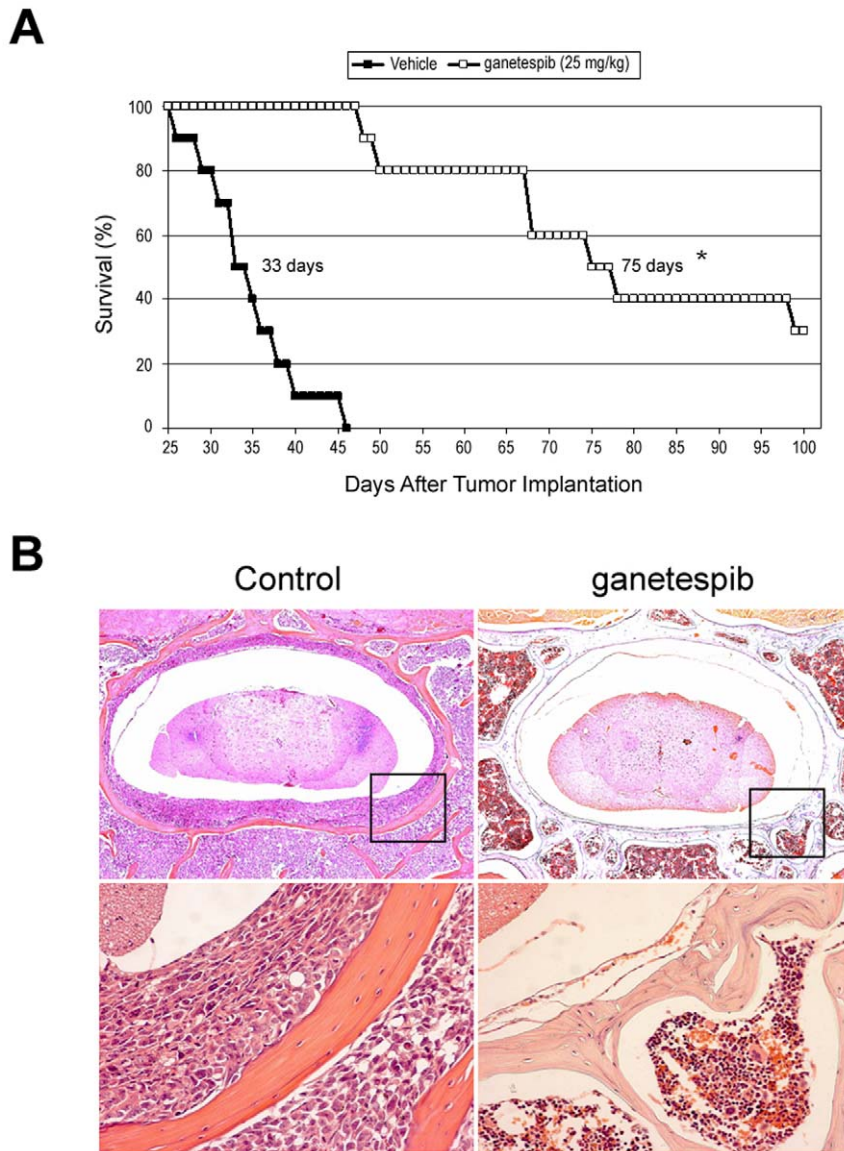 A
Vehicle ganetespib (25 mg/kg)
100
80
60
40
20
0
Survival (%)
33 days
75 days *
25 30 35 40 45 50 55 60 65 70 75 80 85 90 95 100
Days After Tumor Implantation
B
Control ganetespib